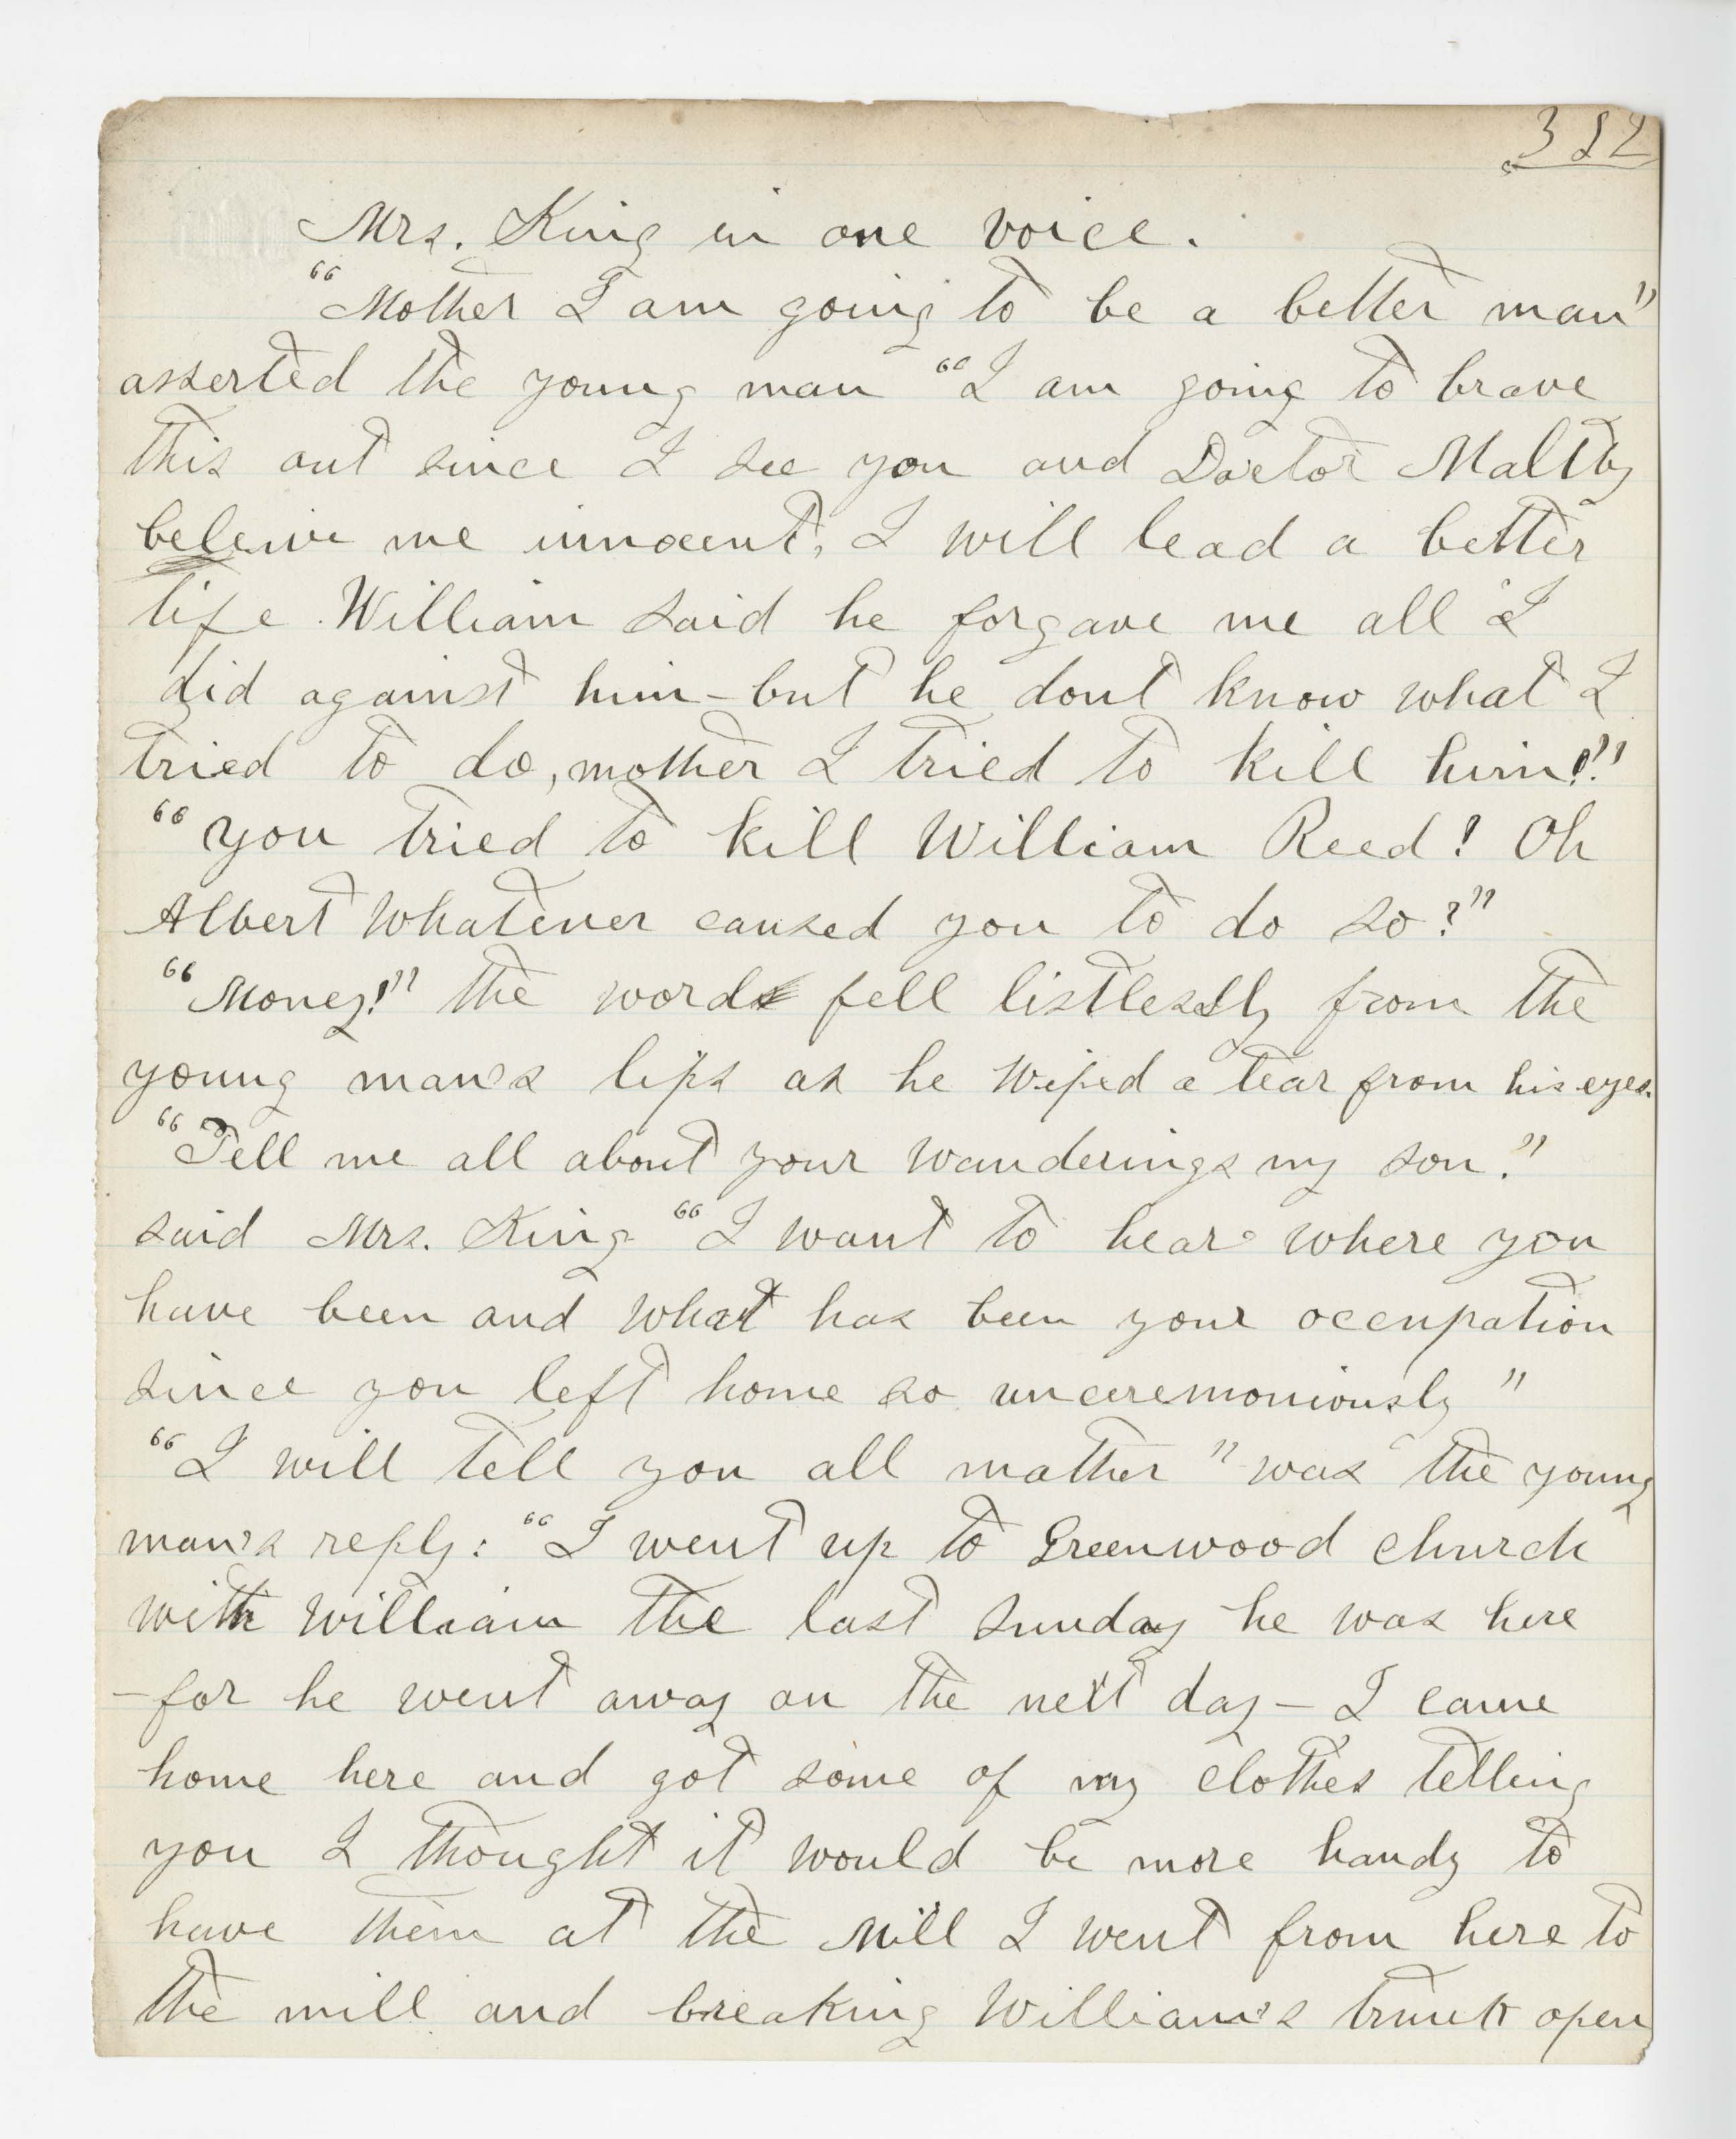 312
Mrs. King in one voice.
"Mother I am going to be a better man"
asserted the young man "I am going to brave
this out since I see you and Doctor Maltby
beleive me innocent, I will lead a better
life. William said he forgave me all I
did against him – but he dont know what I
tried to do, mother I tried to kill him!"
"you tried to kill William Reed! Oh
Albert whatever caused you to do so?"
"Money!" the word fell listlessly from the
young man's lips as he wiped a tear from his eyes.
"Tell me all about your wanderings my son."
said Mrs. King "I want to hear where you
have been and what has been your occupation
since you left home so unceremoniously"
"I will tell you all mother" was the young
man's reply: "I went up to Greenwood church
with William the last Sunday he was here
– for he went away on the next day – I came
home here and got some of my clothes telling
you I thought it would be more handy to
have them at the Mill I went from here to
the mill and breaking William's trunk open